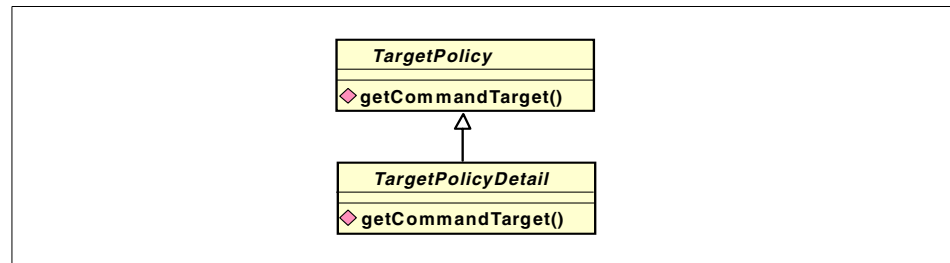 TargetPolicy
getCommandTarget()
TargetPolicyDetail
getCommandTarget()